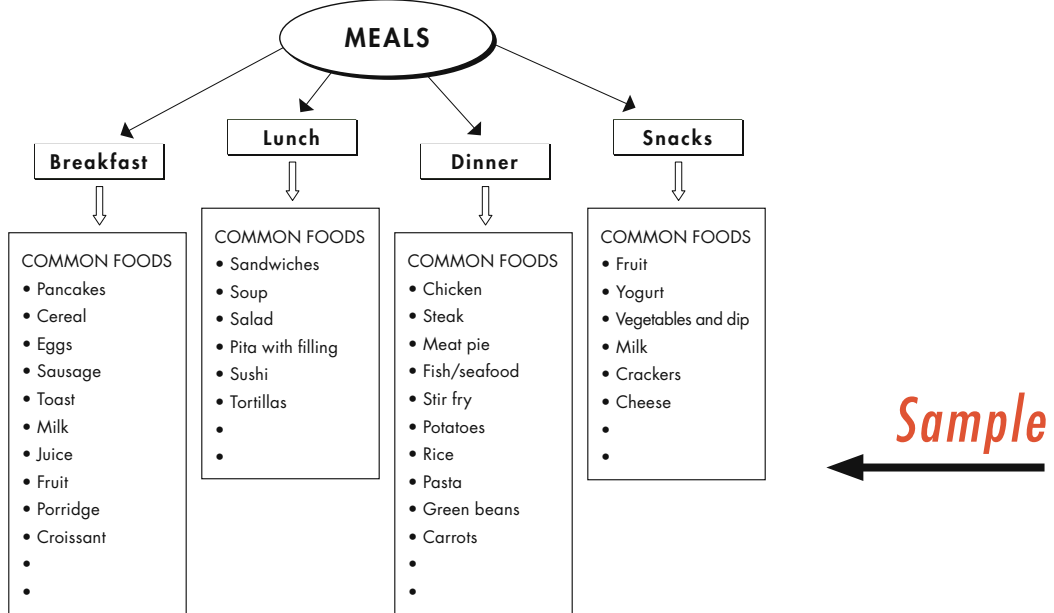 MEALS
Breakfast
COMMON FOODS
• Pancakes
• Cereal
• Eggs
• Sausage
• Toast
• Milk
• Juice
• Fruit
• Porridge
• Croissant
•
•
Lunch
COMMON FOODS
• Sandwiches
• Soup
• Salad
• Pita with filling
• Sushi
• Tortillas
•
•
Dinner
COMMON FOODS
• Chicken
• Steak
• Meat pie
• Fish/seafood
• Stir fry
• Potatoes
• Rice
• Pasta
• Green beans
• Carrots
•
•
Snacks
COMMON FOODS
• Fruit
• Yogurt
• Vegetables and dip
• Milk
• Crackers
• Cheese
•
•
Sample